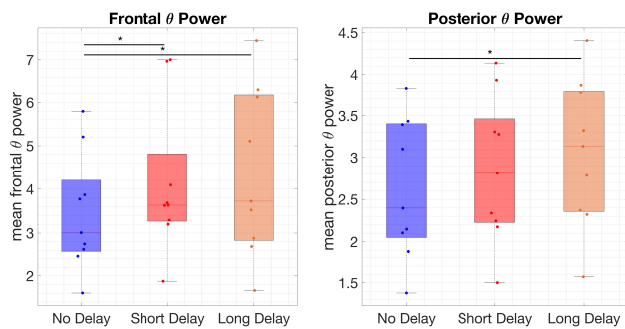 Frontal θ Power
mean frontal θ power
7
6
5
4
3
2
*
*
No Delay
Short Delay
Long Delay
Posterior θ Power
mean posterior θ power
4.5
4
3.5
3
2.5
2
1.5
*
No Delay
Short Delay
Long Delay